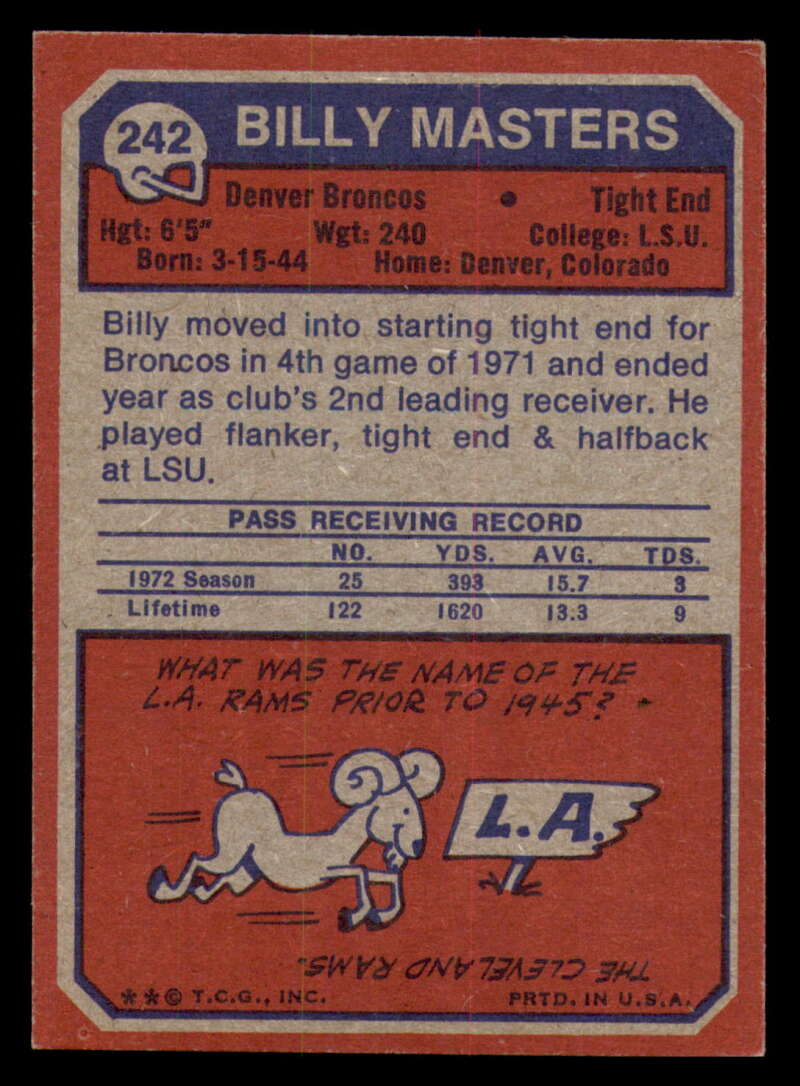 242
BILLY MASTERS
Denver Broncos • Tight End
Hgt: 6'5" Wgt: 240 College: L.S.U.
Born: 3-15-44 Home: Denver, Colorado
Billy moved into starting tight end for
Broncos in 4th game of 1971 and ended
year as club's 2nd leading receiver. He
played flanker, tight end & halfback
at LSU.
PASS RECEIVING RECORD
NO. YDS. AVG. TDS.
1972 Season 25 393 15.7 3
Lifetime 122 1620 13.3 9
WHAT WAS THE NAME OF THE
L.A. RAMS PRIOR TO 1945?
L.A.
THE CLEVELAND RAMS.
**© T.C.G., INC. PRTD. IN U.S.A.